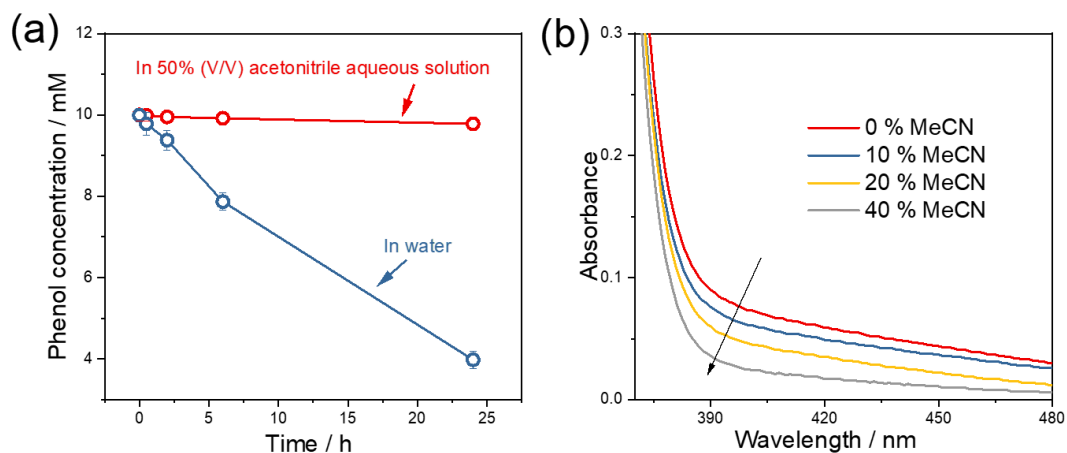 (a)
Phenol concentration / mM
12
10
8
6
4
In 50% (V/V) acetonitrile aqueous solution
In water
0
5
10
15
20
25
Time / h
(b)
Absorbance
0.3
0.2
0.1
0.0
0 % MeCN
10 % MeCN
20 % MeCN
40 % MeCN
390
420
450
480
Wavelength / nm